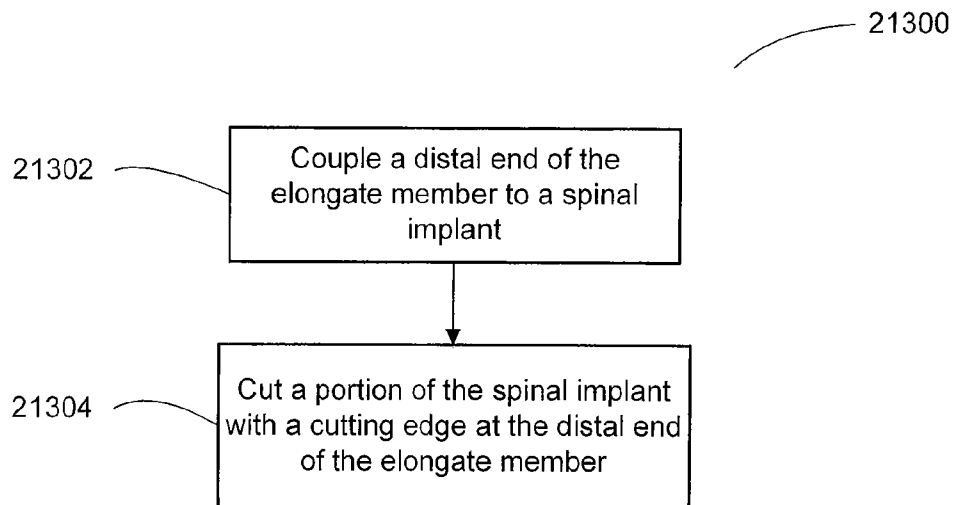 21300
21302
Couple a distal end of the
elongate member to a spinal
implant
21304
Cut a portion of the spinal implant
with a cutting edge at the distal end
of the elongate member